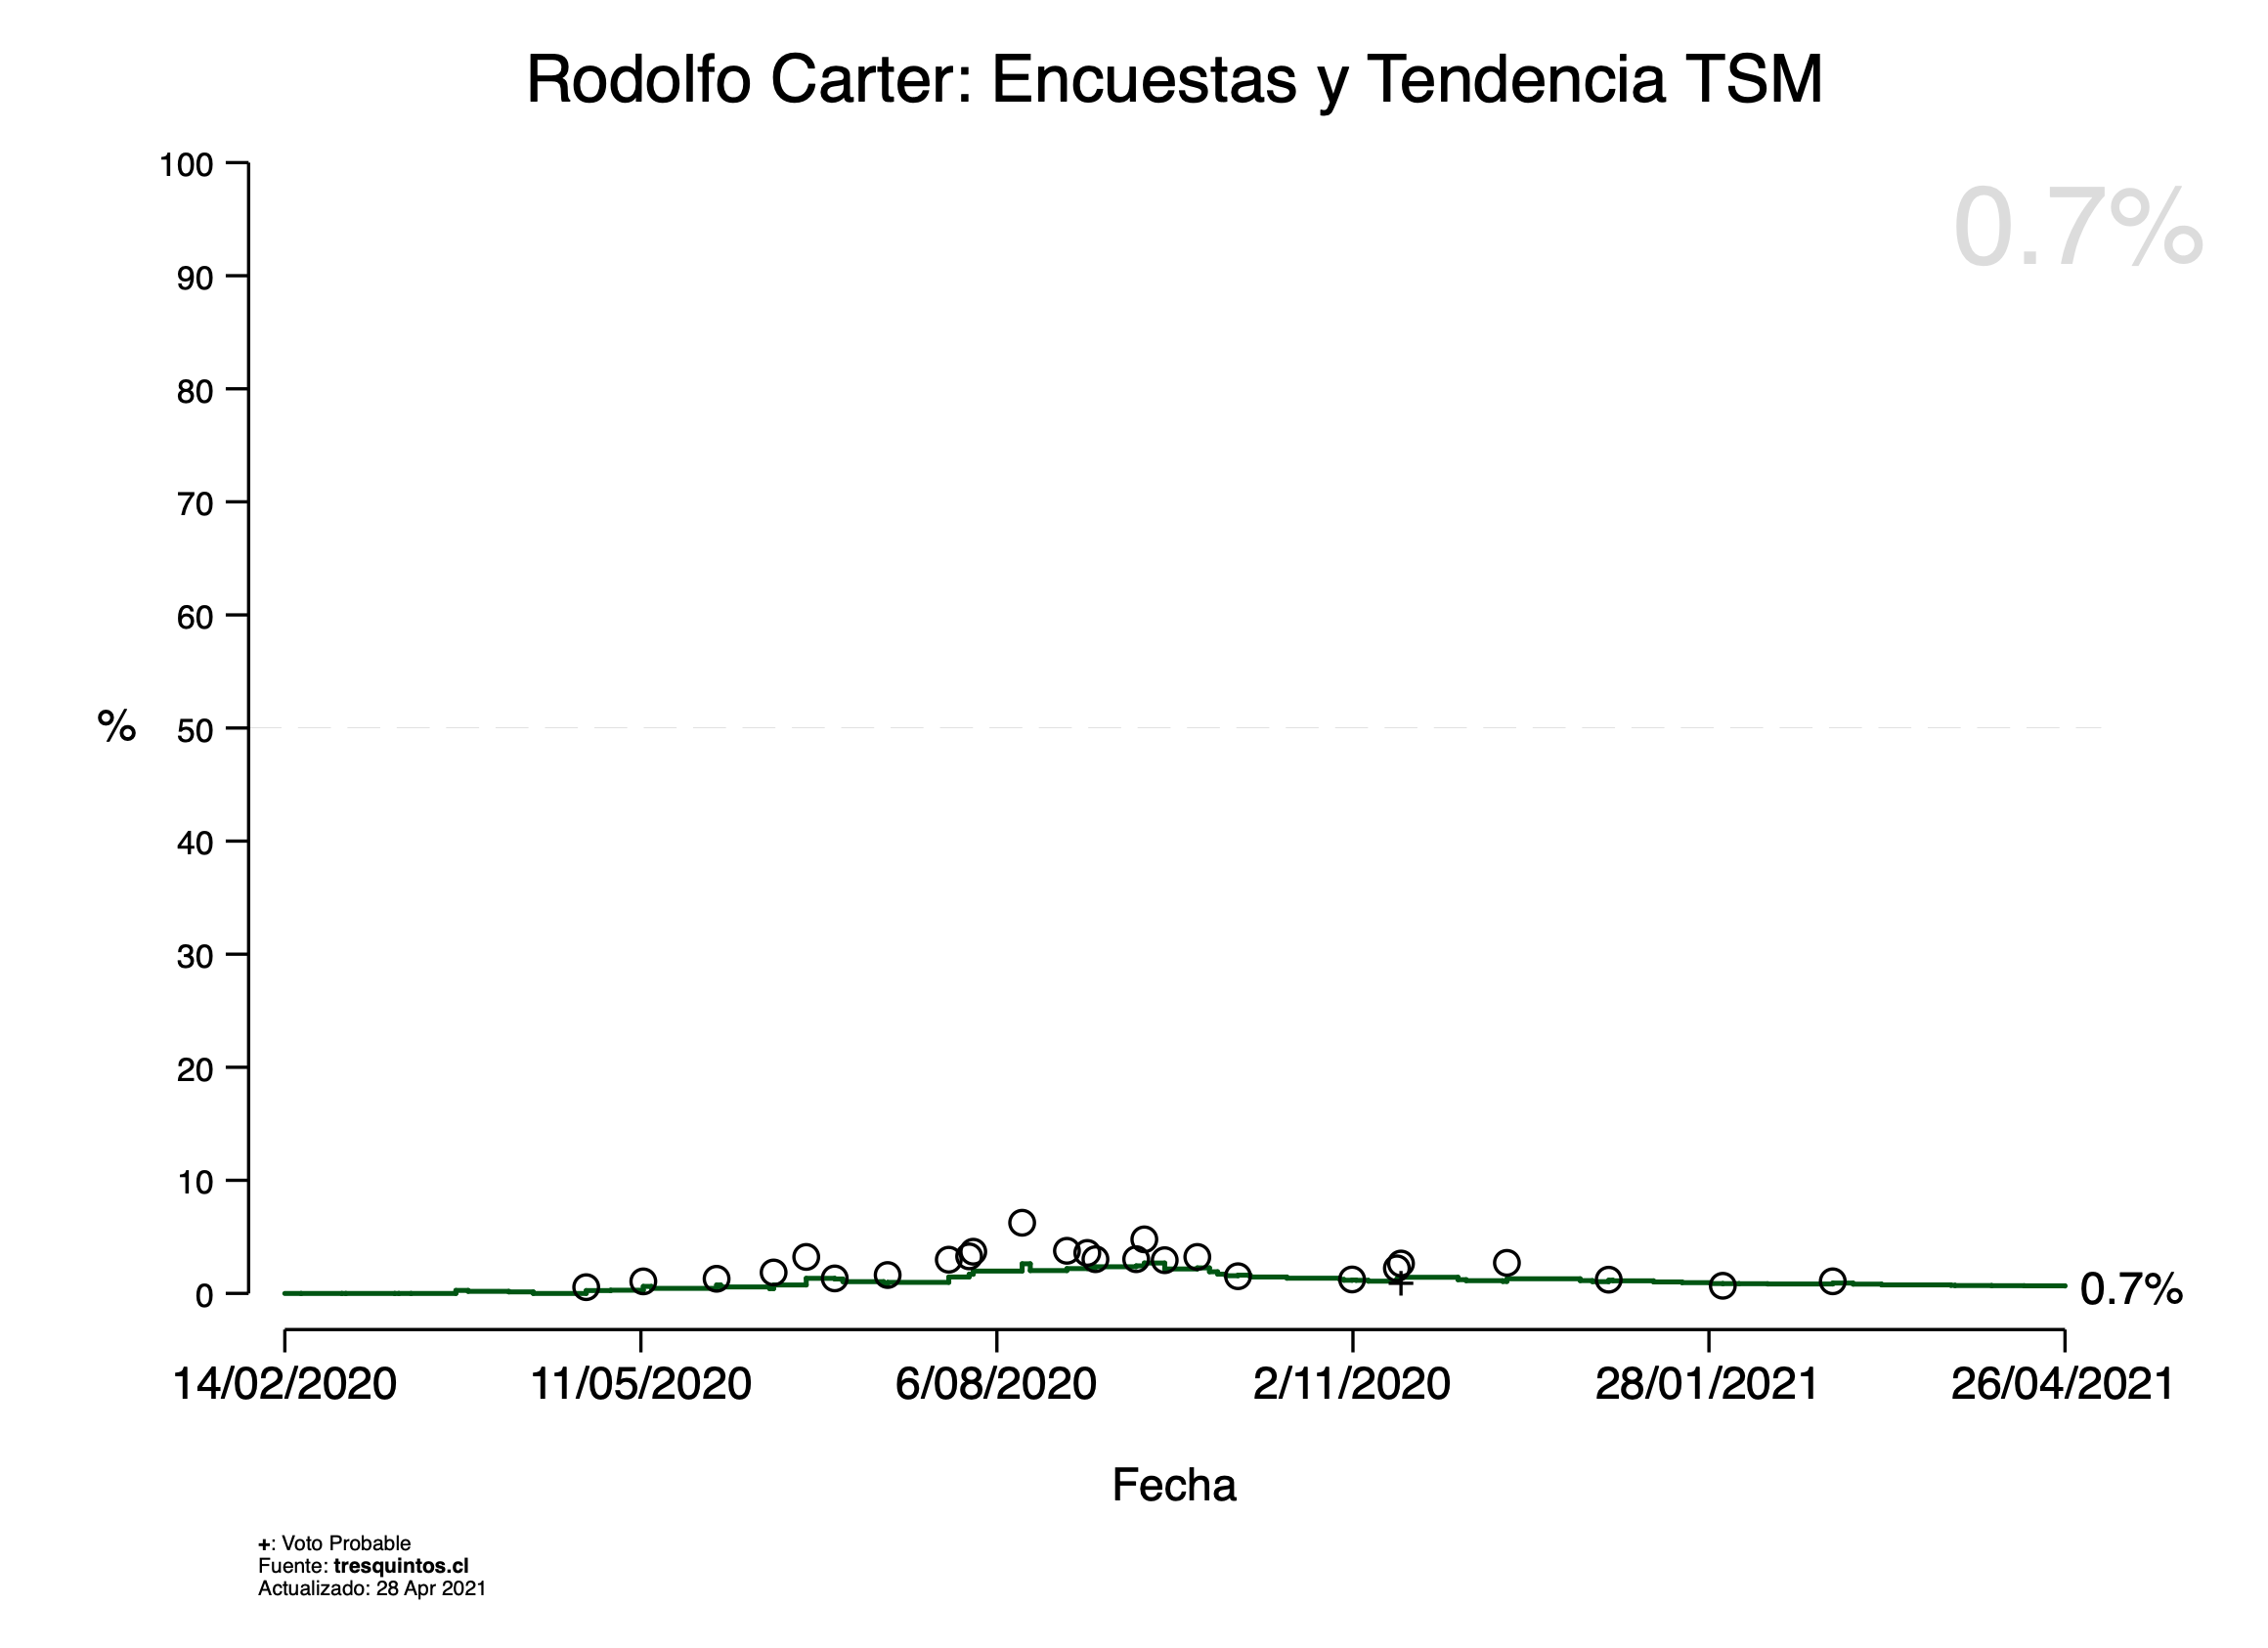 Rodolfo Carter: Encuestas y Tendencia TSM
0.7%
100
90
80
70
60
% 50
40
30
20
10
0
0.7%
14/02/2020 11/05/2020 6/08/2020 2/11/2020 28/01/2021 26/04/2021
Fecha
+: Voto Probable
Fuente: tresquintos.cl
Actualizado: 28 Apr 2021